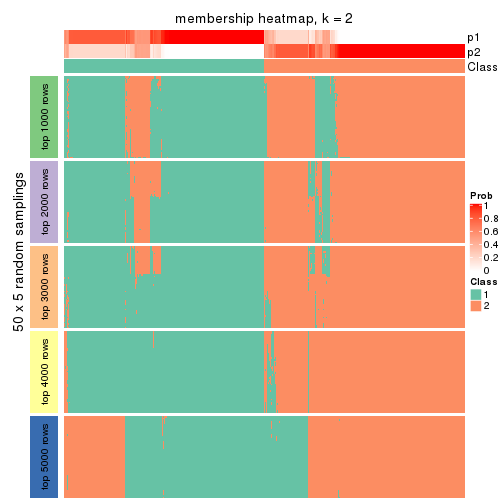 membership heatmap, k = 2
p1
p2
Class
50 x 5 random samplings
top 1000 rows
top 2000 rows
top 3000 rows
top 4000 rows
top 5000 rows
Prob
1
0.8
0.6
0.4
0.2
0
Class
1
2